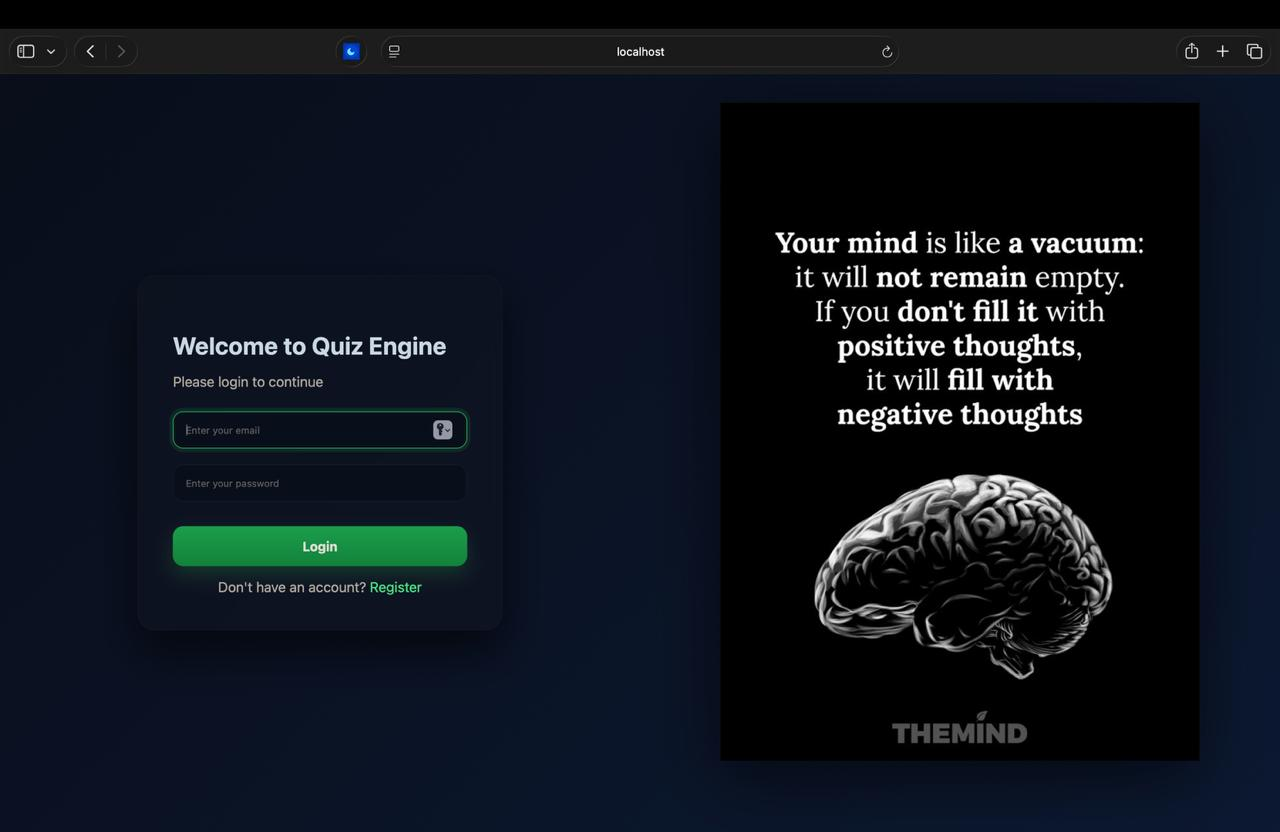 localhost
Welcome to Quiz Engine
Please login to continue
Enter your email
Enter your password
Login
Don't have an account? Register
Your mind is like a vacuum:
it will not remain empty.
If you don't fill it with
positive thoughts,
it will fill with
negative thoughts
THEMIND